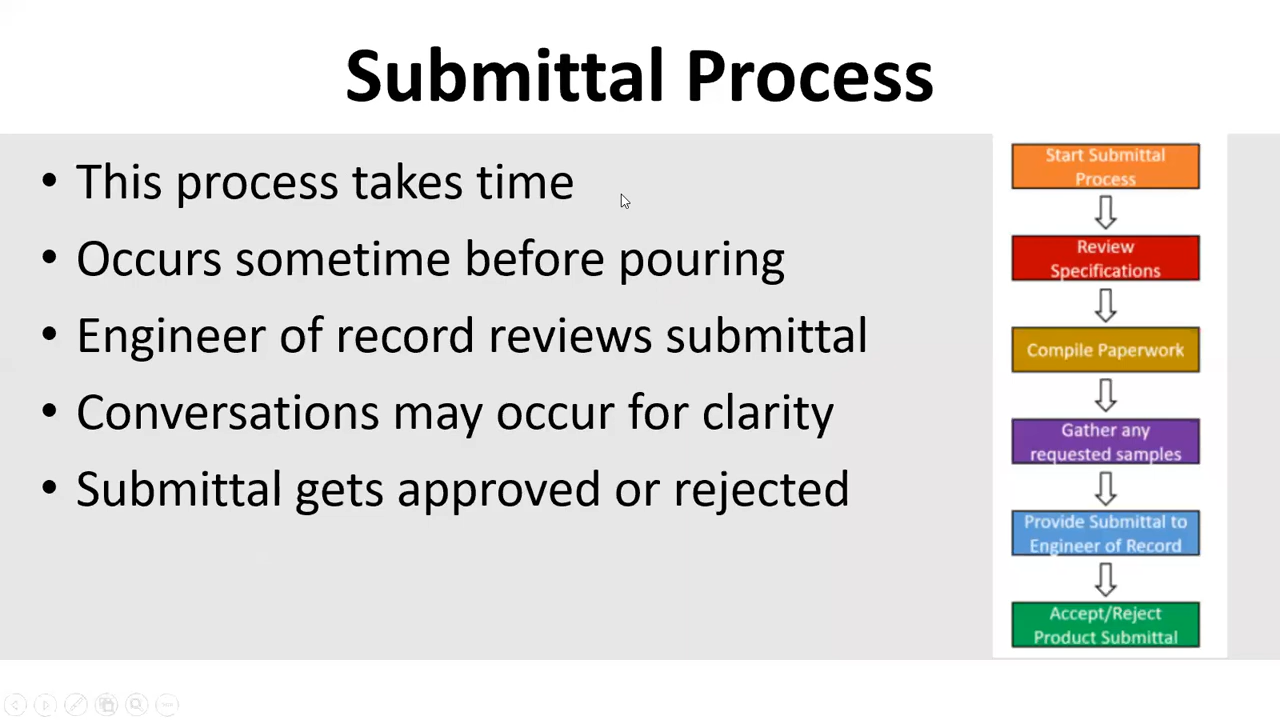 Submittal Process
• This process takes time
• Occurs sometime before pouring
• Engineer of record reviews submittal
• Conversations may occur for clarity
• Submittal gets approved or rejected
Start Submittal
Process
Review
Specifications
Compile Paperwork
Gather any
requested samples
Provide Submittal to
Engineer of Record
Accept/Reject
Product Submittal